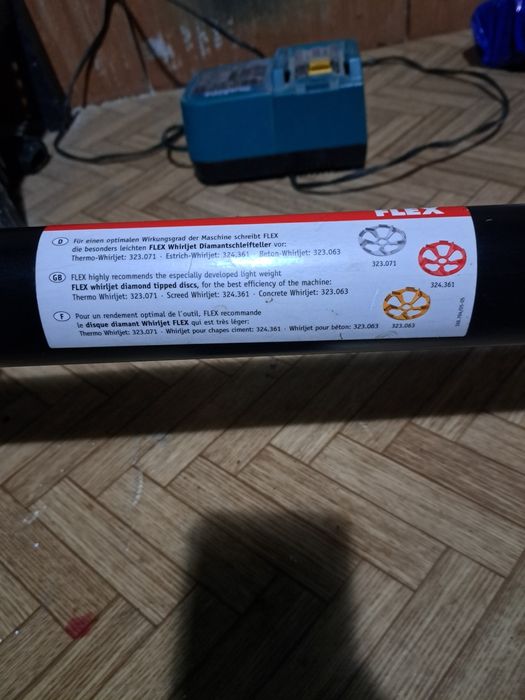 FLEX
D Für einen optimalen Wirkungsgrad der Maschine schreibt FLEX
die besonders leichten FLEX Whirljet Diamantschleifteller vor:
Thermo-Whirljet: 323.071 · Estrich-Whirljet: 324.361 · Beton-Whirljet: 323.063
GB FLEX highly recommends the especially developed light weight
FLEX whirljet diamond tipped discs, for the best efficiency of the machine:
Thermo Whirljet: 323.071 · Screed Whirljet: 324.361 · Concrete Whirljet: 323.063
F Pour un rendement optimal de l'outil, FLEX recommande
le disque diamant Whirljet FLEX qui est très léger:
Thermo Whirljet: 323.071 · Whirljet pour chapes ciment: 324.361 · Whirljet pour béton: 323.063
323.071
324.361
323.063